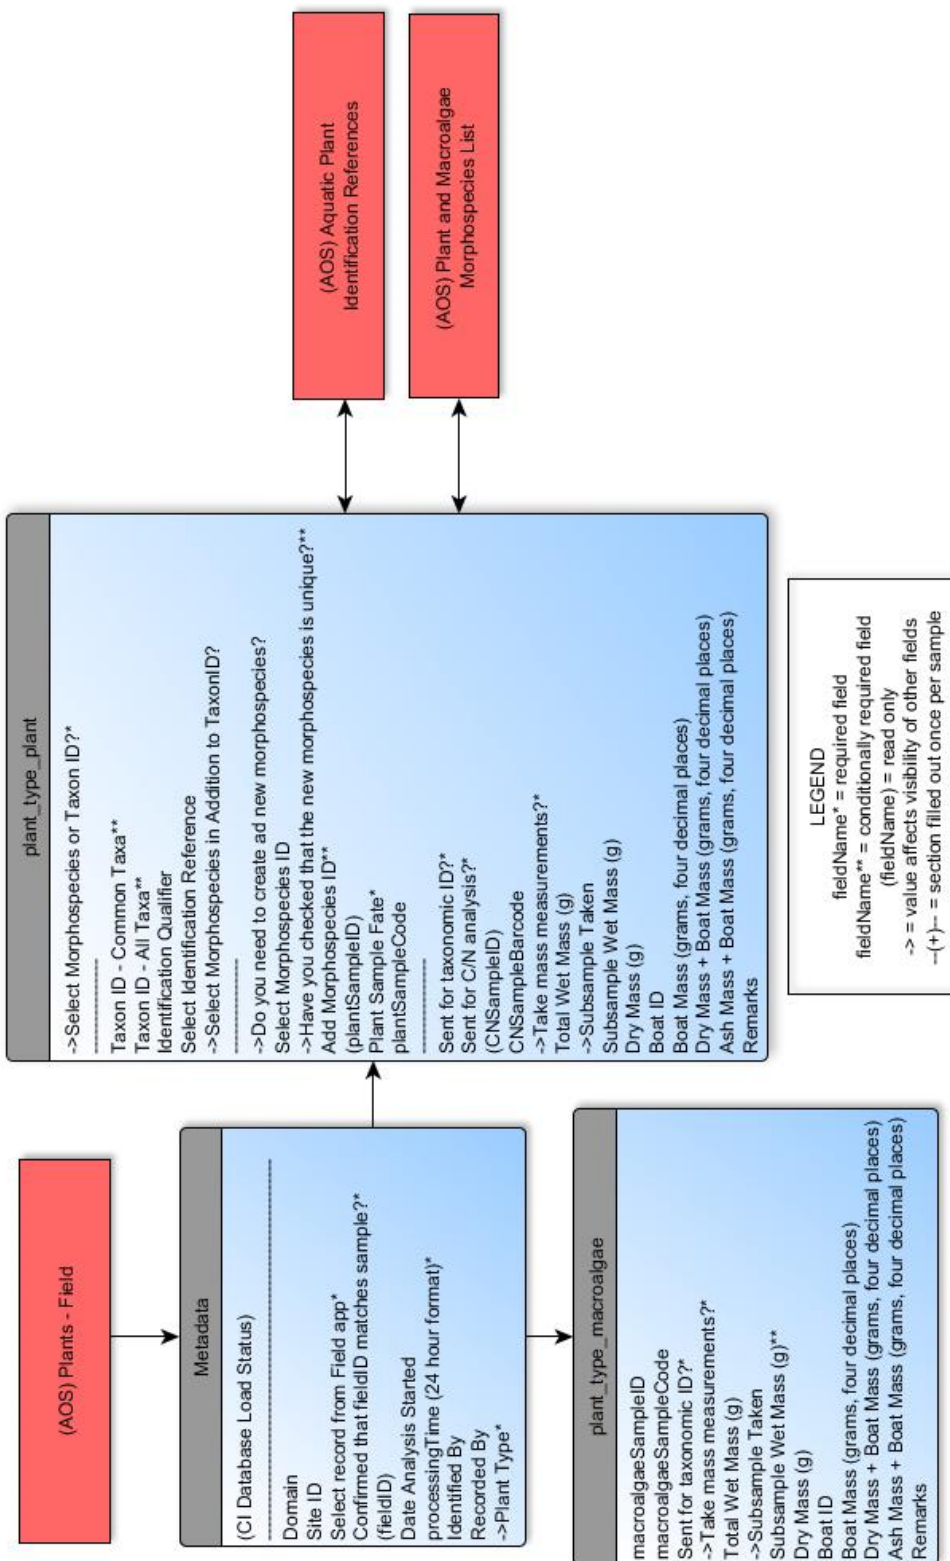 (AOS) Plants - Field
Metadata
(CI Database Load Status)
Domain
Site ID
Select record from Field app*
Confirmed that fieldID matches sample?*
(fieldID)
Date Analysis Started
processingTime (24 hour format)*
Identified By
Recorded By
->Plant Type*
plant_type_macroalgae
macroalgaeSampleID
macroalgaeSampleCode
Sent for taxonomic ID?*
->Take mass measurements?*
Total Wet Mass (g)
->Subsample Taken
Subsample Wet Mass (g)**
Dry Mass (g)
Boat ID
Boat Mass (grams, four decimal places)
Dry Mass + Boat Mass (grams, four decimal places)
Ash Mass + Boat Mass (grams, four decimal places)
Remarks
plant_type_plant
->Select Morphospecies or Taxon ID?*
Taxon ID - Common Taxa**
Taxon ID - All Taxa**
Identification Qualifier
Select Identification Reference
->Select Morphospecies in Addition to TaxonID?
->Do you need to create ad new morphospecies?
Select Morphospecies ID
->Have you checked that the new morphospecies is unique?**
Add Morphospecies ID**
(plantSampleID)
Plant Sample Fate*
plantSampleCode
Sent for taxonomic ID?*
Sent for C/N analysis?*
(CNSampleID)
CNSampleBarcode
->Take mass measurements?*
Total Wet Mass (g)
->Subsample Taken
Subsample Wet Mass (g)
Dry Mass (g)
Boat ID
Boat Mass (grams, four decimal places)
Dry Mass + Boat Mass (grams, four decimal places)
Ash Mass + Boat Mass (grams, four decimal places)
Remarks
(AOS) Aquatic Plant
Identification References
(AOS) Plant and Macroalgae
Morphospecies List
LEGEND
fieldName* = required field
fieldName** = conditionally required field
(fieldName) = read only
-> = value affects visibility of other fields
--(+)-- = section filled out once per sample